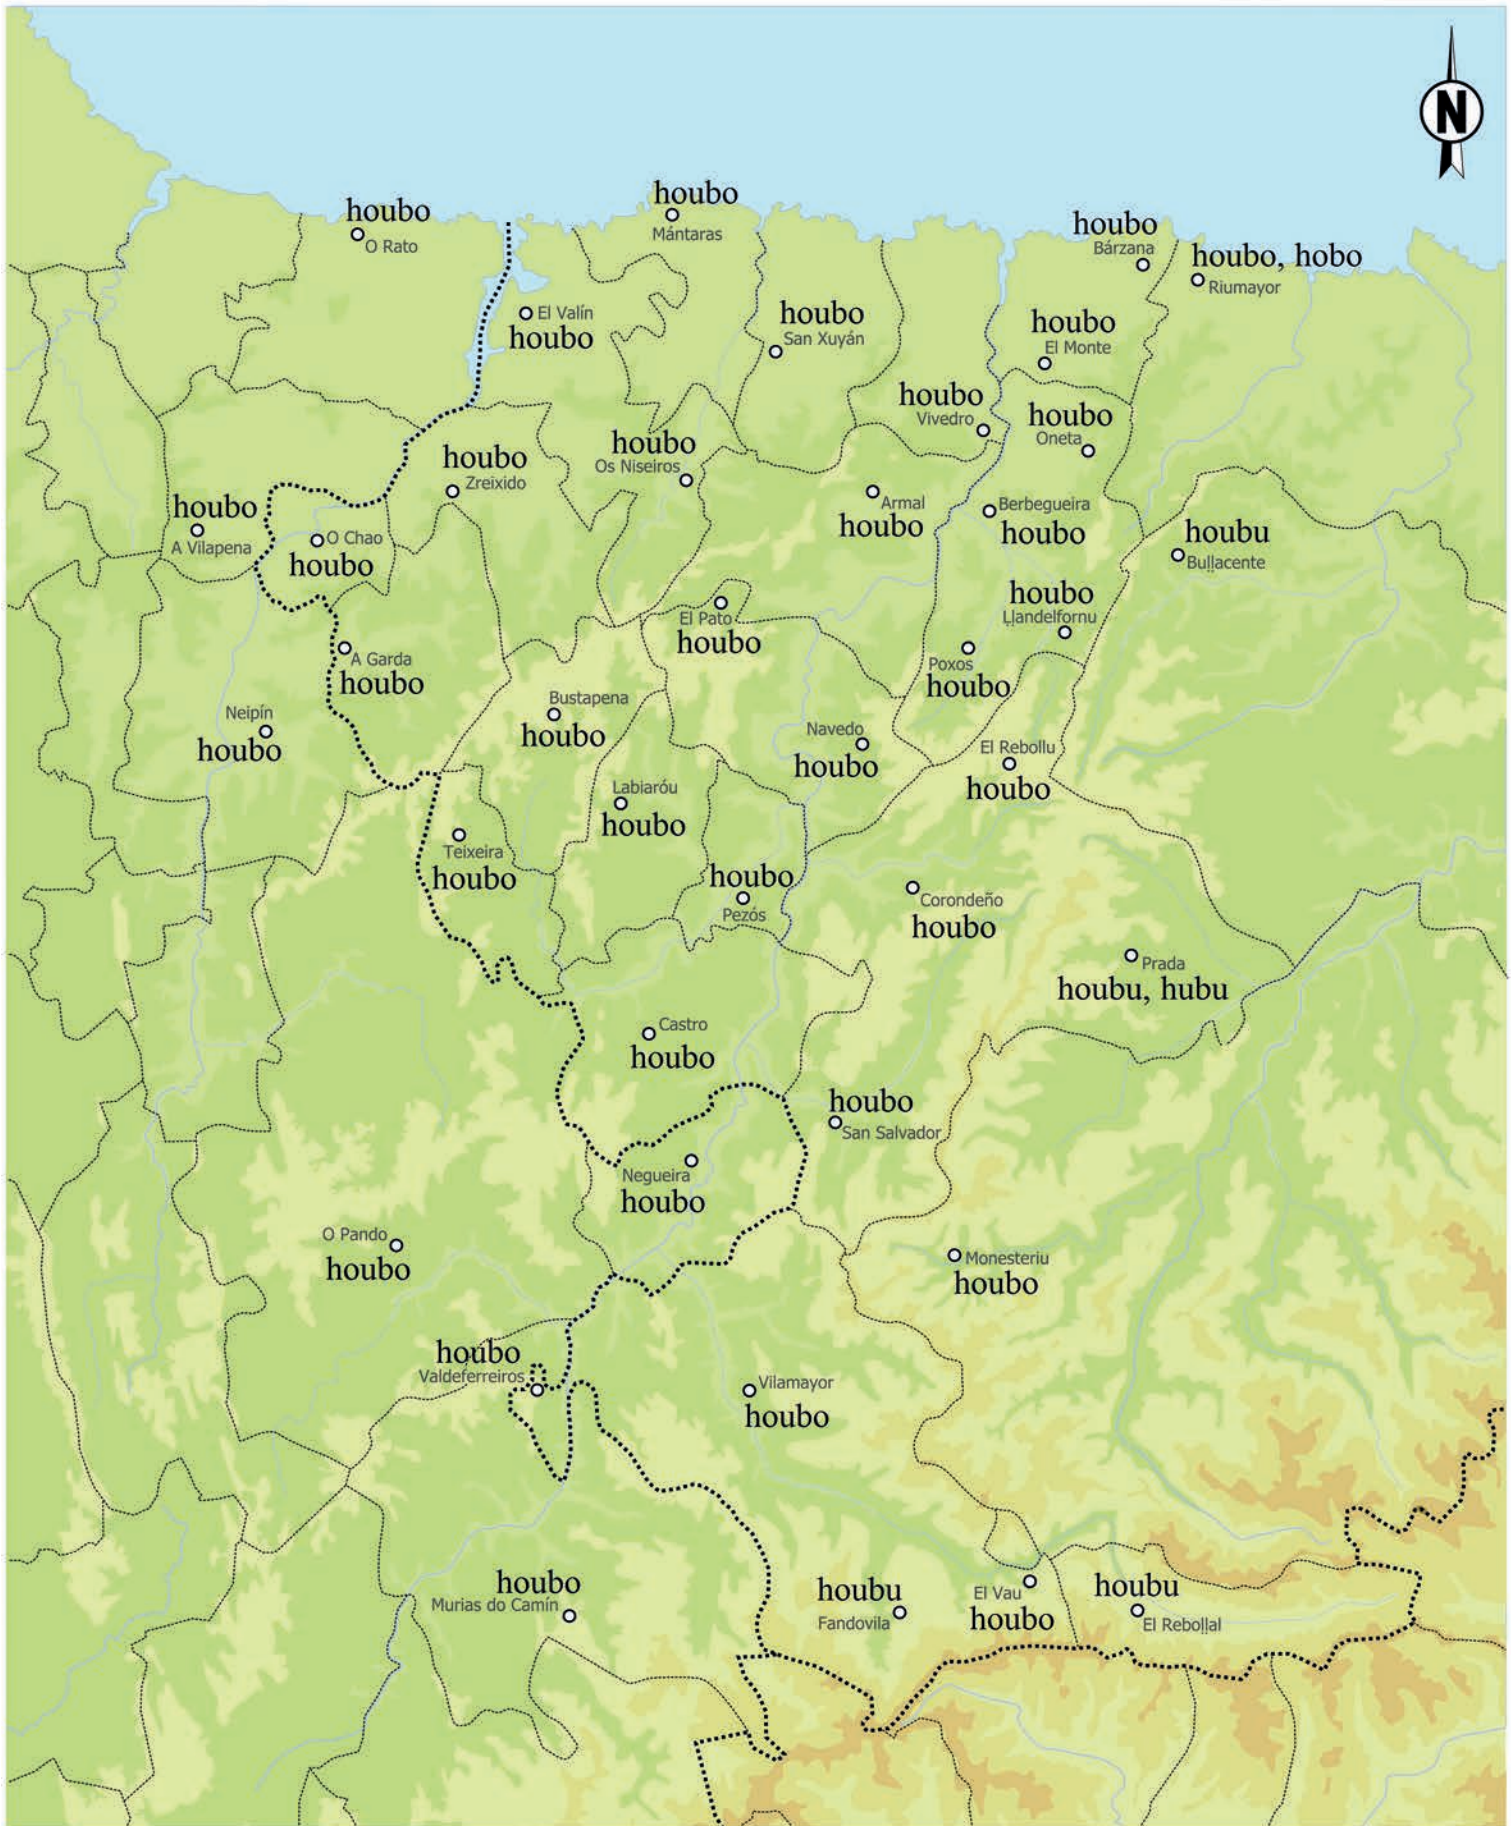 N
houbo
O Rato
houbo
Mántaras
houbo
Bárzana
houbo, hobo
Riumayor
El Valín
houbo
houbo
San Xuyán
houbo
El Monte
houbo
Vivedro
houbo
Oneta
houbo
Os Niseiros
houbo
Zreixido
houbo
A Vilapena
O Chao
houbo
Armal
houbo
Berbegueira
houbo
houbu
Buḷḷacente
houbo
Ḷḷandelfornu
El Pato
houbo
A Garda
houbo
Poxos
houbo
Neipín
houbo
Bustapena
houbo
Navedo
houbo
El Rebollu
houbo
Labiaróu
houbo
Teixeira
houbo
houbo
Pezós
Corondeño
houbo
Prada
houbu, hubu
Castro
houbo
houbo
San Salvador
Negueira
houbo
O Pando
houbo
Monesteriu
houbo
houbo
Valdeferreiros
Vilamayor
houbo
houbo
Murias do Camín
houbu
Fandovila
El Vau
houbo
houbu
El Reboḷḷal